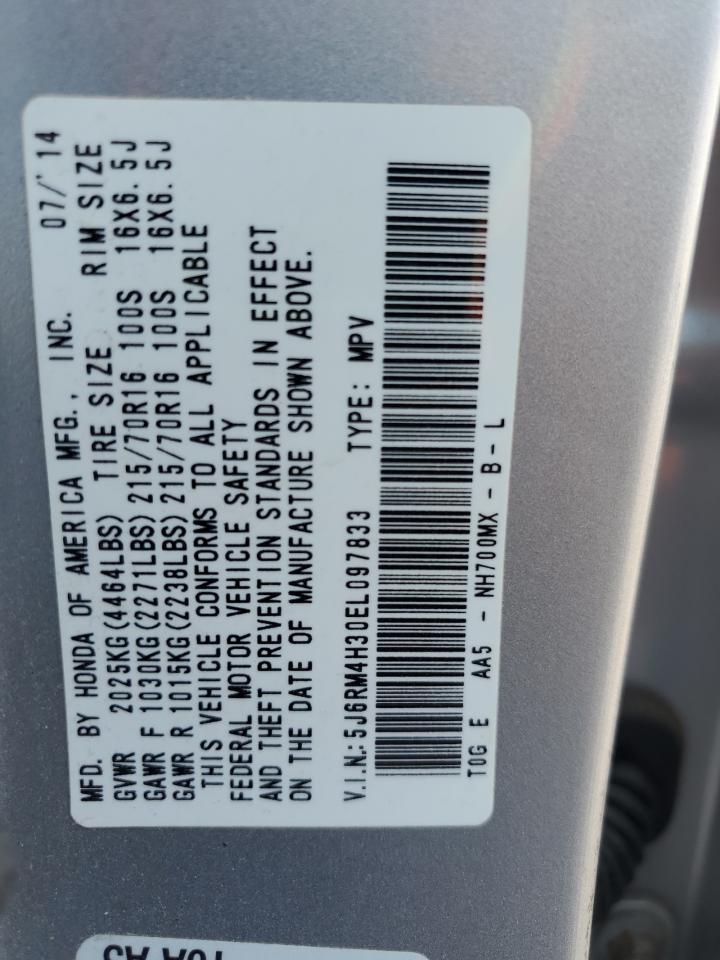 MFD. BY HONDA OF AMERICA MFG., INC. 07/'14
GVWR 2025KG(4464LBS) TIRE SIZE RIM SIZE
GAWR F 1030KG(2271LBS) 215/70R16 100S 16X6.5J
GAWR R 1015KG(2238LBS) 215/70R16 100S 16X6.5J
THIS VEHICLE CONFORMS TO ALL APPLICABLE
FEDERAL MOTOR VEHICLE SAFETY
AND THEFT PREVENTION STANDARDS IN EFFECT
ON THE DATE OF MANUFACTURE SHOWN ABOVE.
V.I.N.: 5J6RM4H30EL097833 TYPE: MPV
T0G E AA5 - NH700MX - B - L